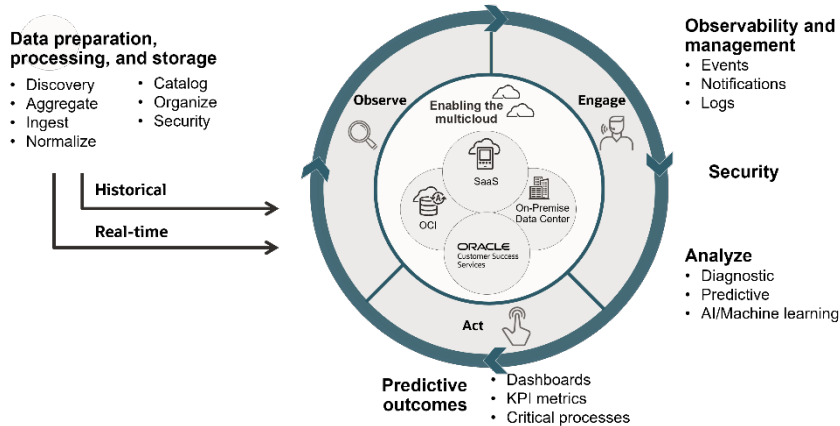 Data preparation,
processing, and storage
• Discovery
• Aggregate
• Ingest
• Normalize
• Catalog
• Organize
• Security
Historical
Real-time
Observe
Enabling the
multicloud
Engage
SaaS
OCI
On-Premise
Data Center
ORACLE
Customer Success
Services
Act
Observability and
management
• Events
• Notifications
• Logs
Security
Analyze
• Diagnostic
• Predictive
• AI/Machine learning
Predictive
outcomes
• Dashboards
• KPI metrics
• Critical processes